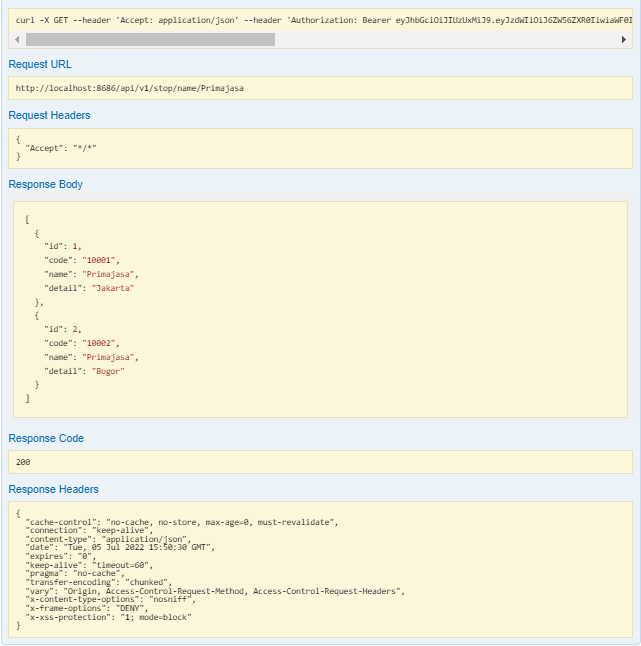 curl -X GET --header 'Accept: application/json' --header 'Authorization: Bearer eyJhbGciOiJIUzUxMiJ9.eyJzdWIiOiJ6ZW56ZXR0IiwiaWF0I
Request URL
http://localhost:8686/api/v1/stop/name/Primajasa
Request Headers
{
  "Accept": "*/*"
}
Response Body
[
  {
    "id": 1,
    "code": "10001",
    "name": "Primajasa",
    "detail": "Jakarta"
  },
  {
    "id": 2,
    "code": "10002",
    "name": "Primajasa",
    "detail": "Bogor"
  }
]
Response Code
200
Response Headers
{
  "cache-control": "no-cache, no-store, max-age=0, must-revalidate",
  "connection": "keep-alive",
  "content-type": "application/json",
  "date": "Tue, 05 Jul 2022 15:50:30 GMT",
  "expires": "0",
  "keep-alive": "timeout=60",
  "pragma": "no-cache",
  "transfer-encoding": "chunked",
  "vary": "Origin, Access-Control-Request-Method, Access-Control-Request-Headers",
  "x-content-type-options": "nosniff",
  "x-frame-options": "DENY",
  "x-xss-protection": "1; mode=block"
}